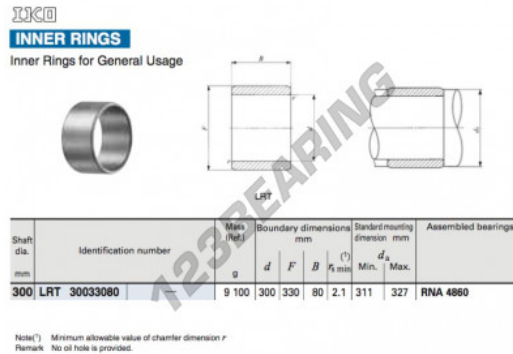 IKO
INNER RINGS
Inner Rings for General Usage
B
F
d
r
r
da
LRT
123BEARING
Shaft dia. mm Identification number Mass (Ref.) g Boundary dimensions mm Standard mounting dimension mm Assembled bearings
d F B rs min (1) da Min. Max.
300 LRT 30033080 — 9 100 300 330 80 2.1 311 327 RNA 4860
Note(1) Minimum allowable value of chamfer dimension r
Remark No oil hole is provided.